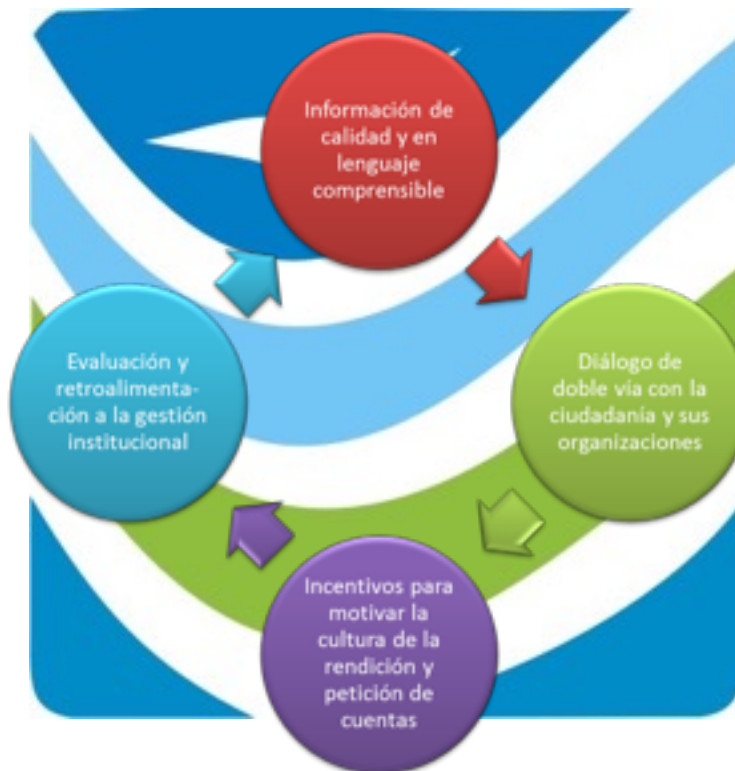 Información de
calidad y en
lenguaje
comprensible
Diálogo de
doble vía con la
ciudadanía y sus
organizaciones
Incentivos para
motivar la
cultura de la
rendición y
petición de
cuentas
Evaluación y
retroalimenta-
ción a la gestión
institucional